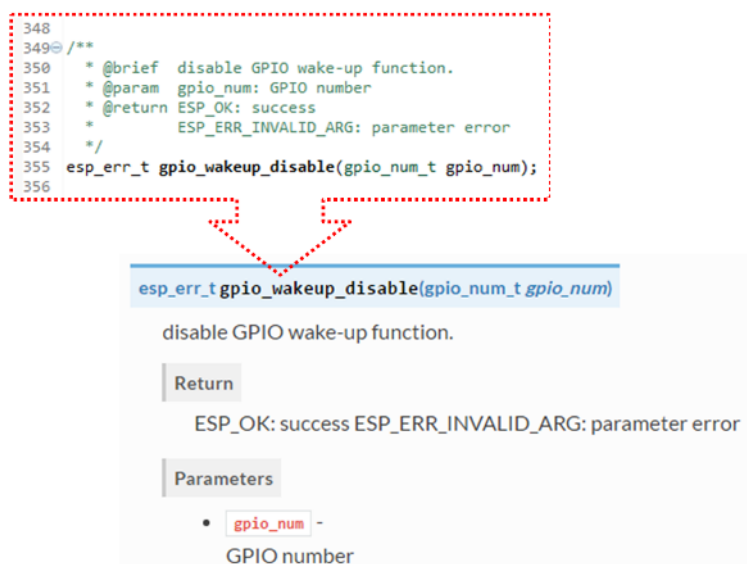 348
349 /**
350 * @brief disable GPIO wake-up function.
351 * @param gpio_num: GPIO number
352 * @return ESP_OK: success
353 * ESP_ERR_INVALID_ARG: parameter error
354 */
355 esp_err_t gpio_wakeup_disable(gpio_num_t gpio_num);
356
esp_err_t gpio_wakeup_disable(gpio_num_t gpio_num)
disable GPIO wake-up function.
Return
ESP_OK: success ESP_ERR_INVALID_ARG: parameter error
Parameters
• gpio_num -
GPIO number